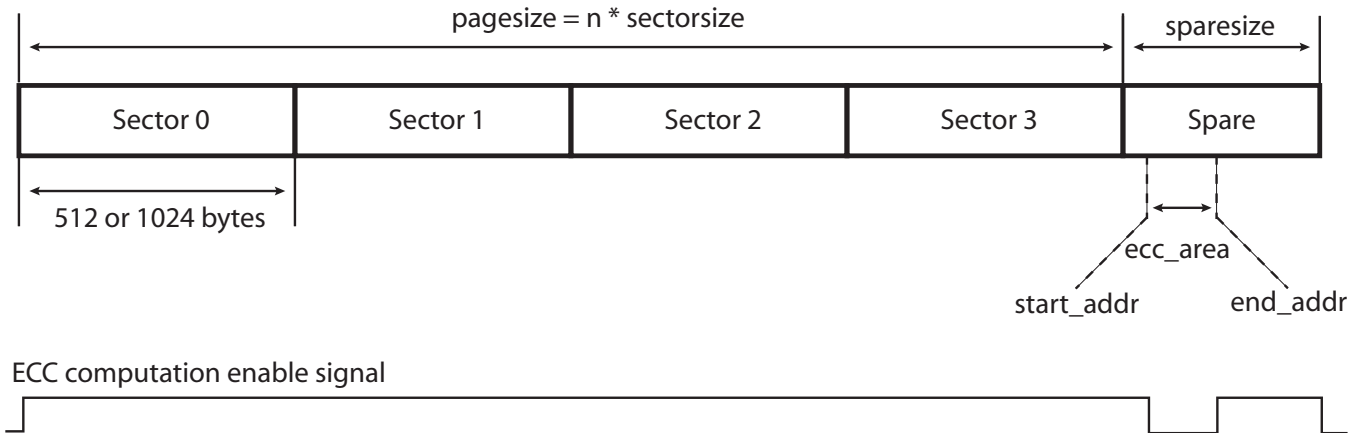 pagesize = n * sectorsize
sparesize
Sector 0
Sector 1
Sector 2
Sector 3
Spare
512 or 1024 bytes
ecc_area
start_addr
end_addr
ECC computation enable signal